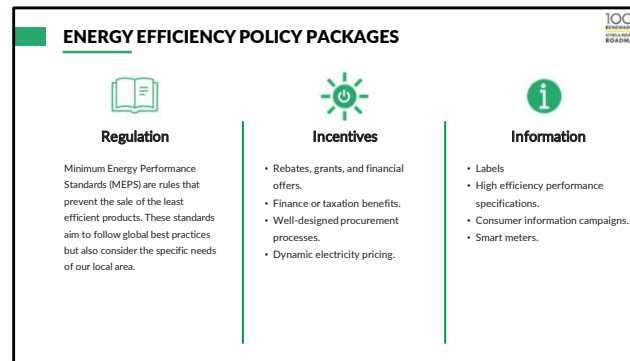 ENERGY EFFICIENCY POLICY PACKAGES
100
Regulation
Minimum Energy Performance
Standards (MEPS) are rules that
prevent the sale of the least
efficient products. These standards
aim to follow global best practices
but also consider the specific needs
of our local area.
Incentives
• Rebates, grants, and financial
offers.
• Finance or taxation benefits.
• Well-designed procurement
processes.
• Dynamic electricity pricing.
Information
• Labels
• High efficiency performance
specifications.
• Consumer information campaigns.
• Smart meters.